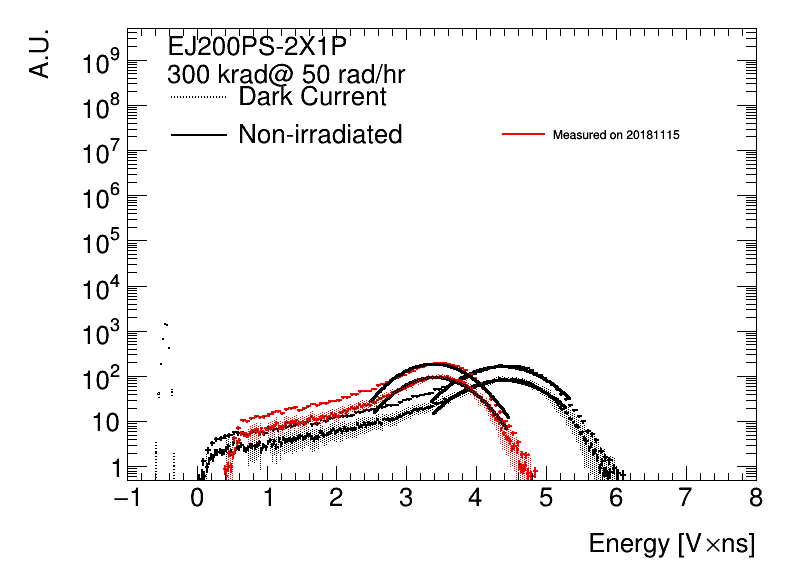 A.U.
EJ200PS-2X1P
300 krad@ 50 rad/hr
Dark Current
Non-irradiated
Measured on 20181115
10⁹
10⁸
10⁷
10⁶
10⁵
10⁴
10³
10²
10
1
−1 0 1 2 3 4 5 6 7 8
Energy [V×ns]